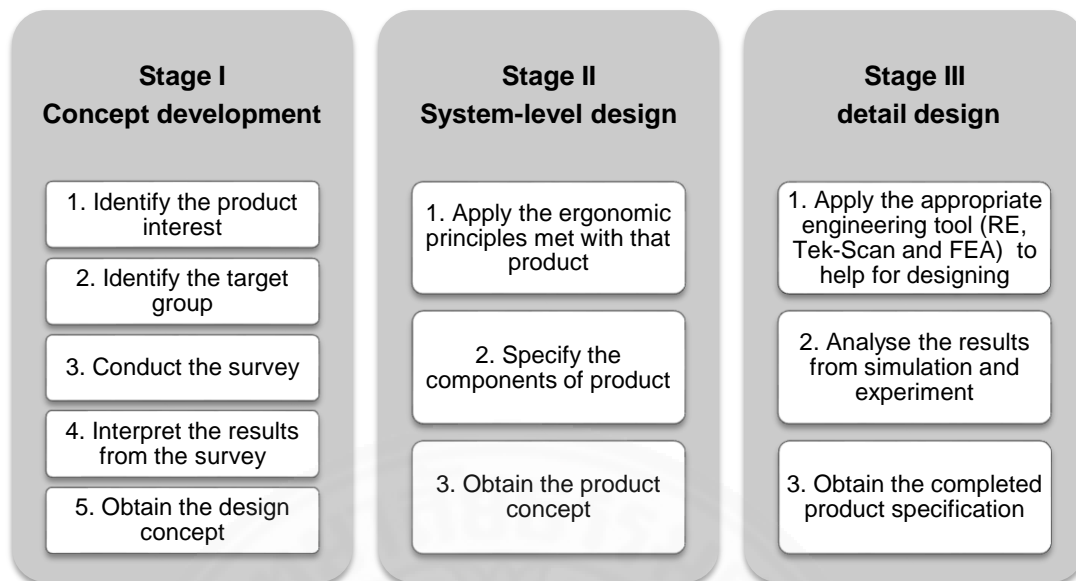 Stage I
Concept development
1. Identify the product
interest
2. Identify the target
group
3. Conduct the survey
4. Interpret the results
from the survey
5. Obtain the design
concept
Stage II
System-level design
1. Apply the ergonomic
principles met with that
product
2. Specify the
components of product
3. Obtain the product
concept
Stage III
detail design
1. Apply the appropriate
engineering tool (RE,
Tek-Scan and FEA) to
help for designing
2. Analyse the results
from simulation and
experiment
3. Obtain the completed
product specification